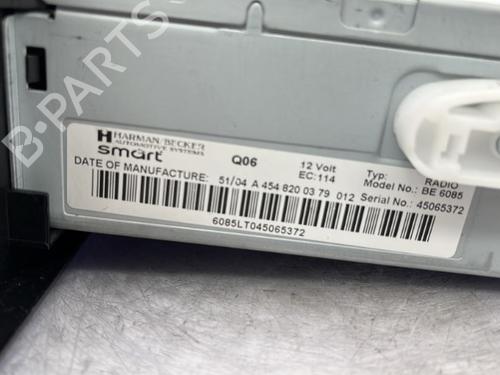 B-PARTS
HARMAN/BECKER
AUTOMOTIVE SYSTEMS
smart
Q06
12 Volt
Typ: RADIO
EC:114
Model No.: BE 6085
DATE OF MANUFACTURE: 51/04 A 454 820 03 79 012 Serial No.: 45065372
6085LT045065372